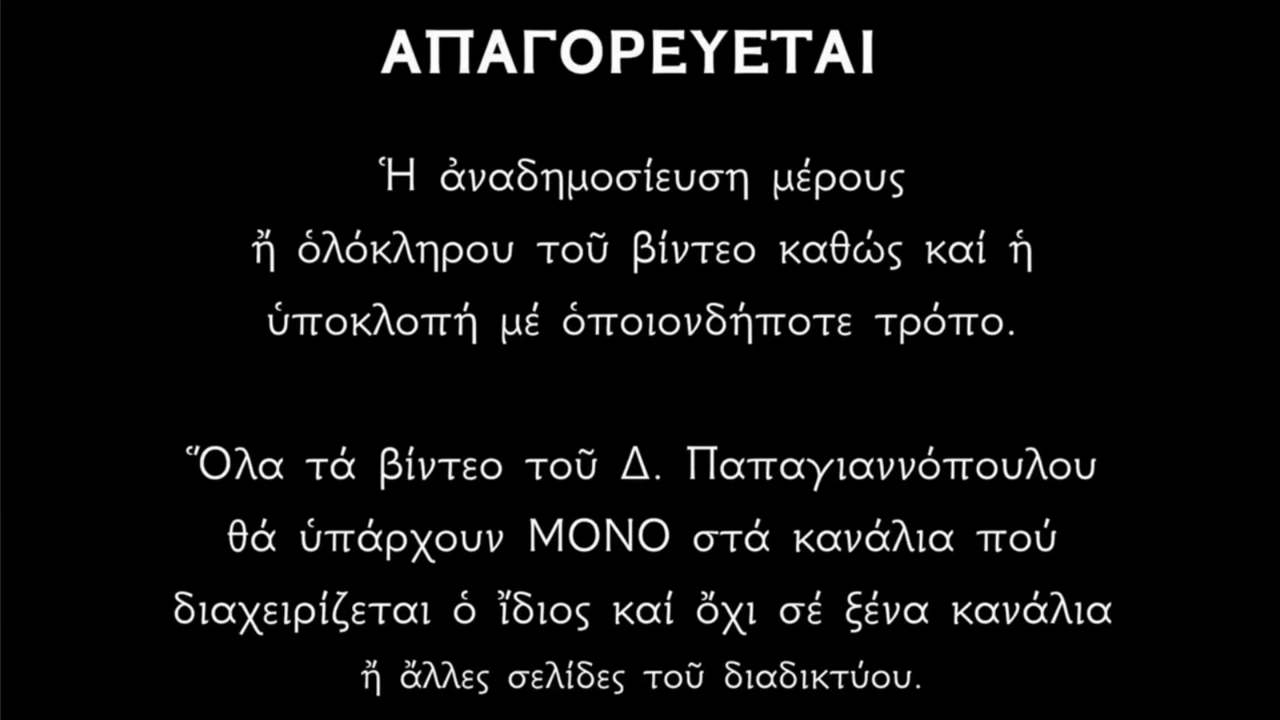 ΑΠΑΓΟΡΕΥΕΤΑΙ
Ἡ ἀναδημοσίευση μέρους
ἤ ὁλόκληρου τοῦ βίντεο καθώς καί ἡ
ὑποκλοπή μέ ὁποιονδήποτε τρόπο.
Ὅλα τά βίντεο τοῦ Δ. Παπαγιαννόπουλου
θά ὑπάρχουν ΜΟΝΟ στά κανάλια πού
διαχειρίζεται ὁ ἴδιος καί ὄχι σέ ξένα κανάλια
ἤ ἄλλες σελίδες τοῦ διαδικτύου.